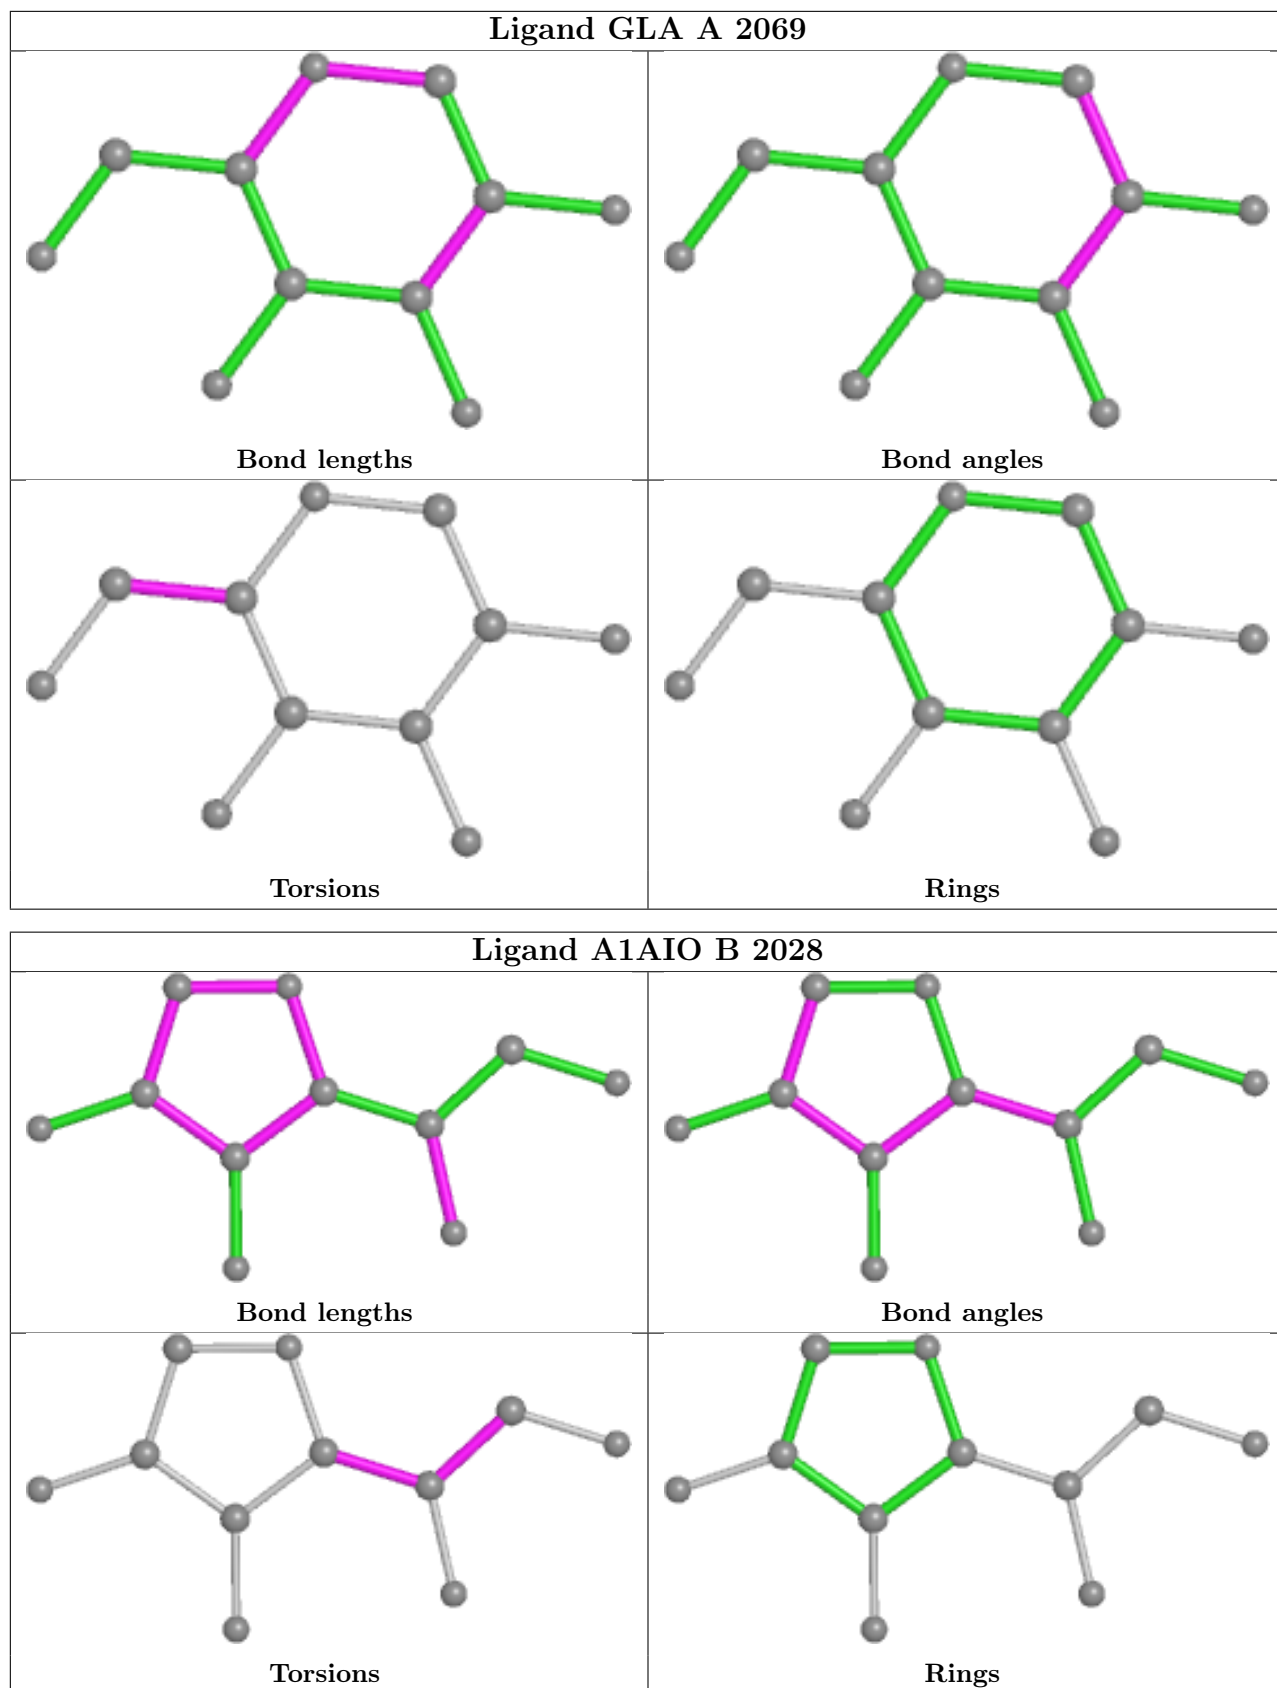 Ligand GLA A 2069
Bond lengths
Bond angles
Torsions
Rings
Ligand A1AIO B 2028
Bond lengths
Bond angles
Torsions
Rings